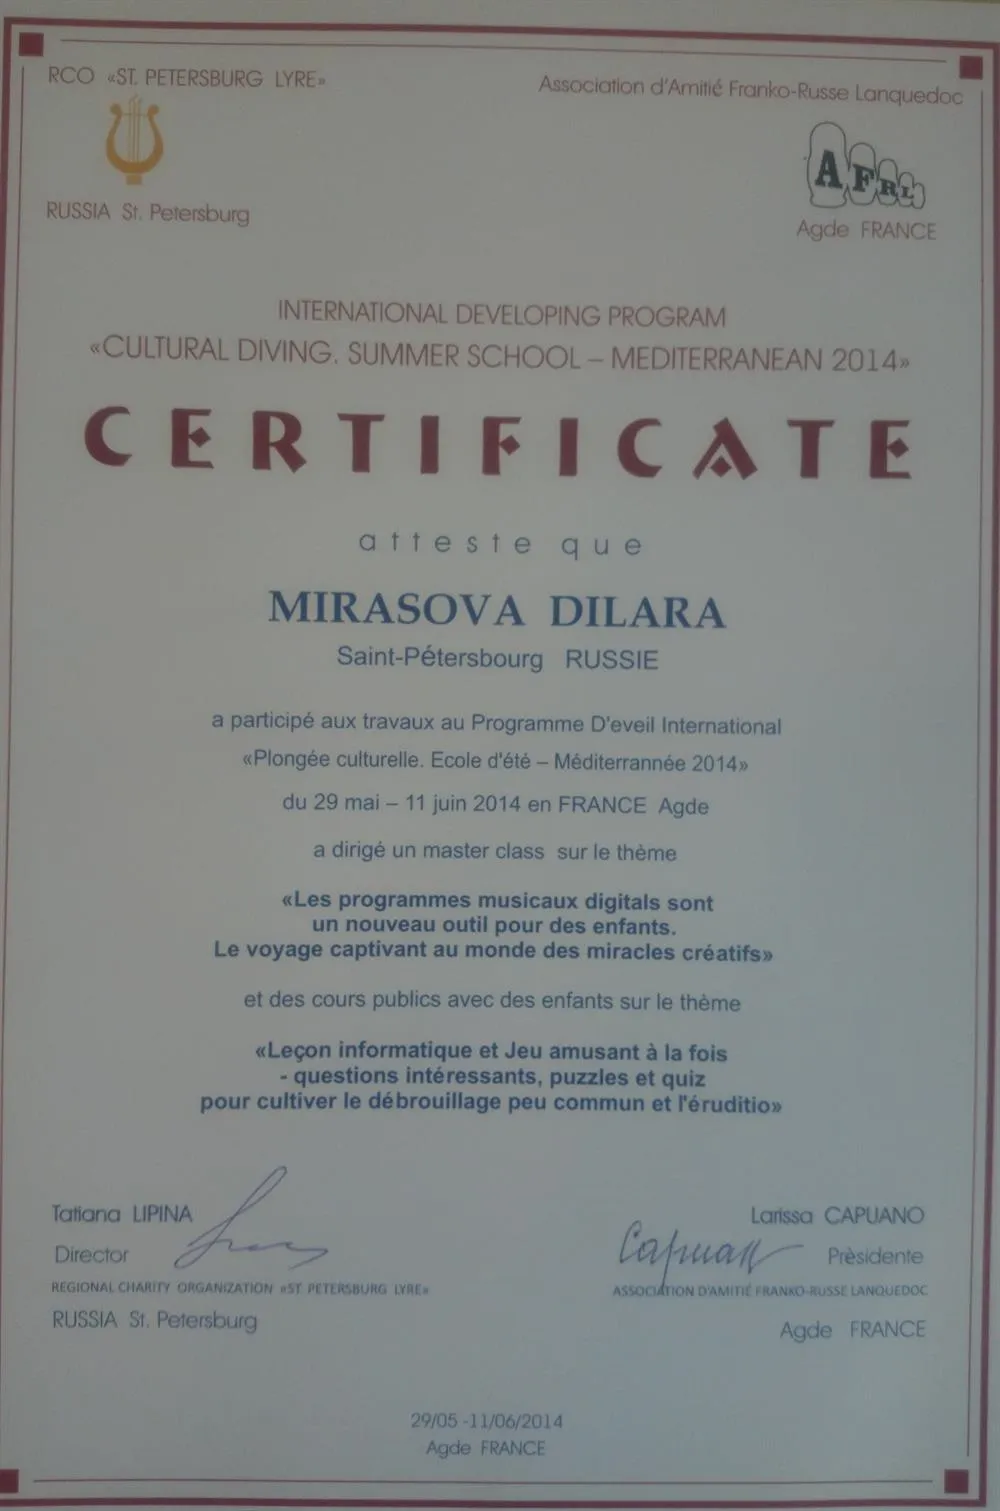 RCO «ST. PETERSBURG LYRE»
Association d'Amitié Franko-Russe Lanquedoc
AFRL
RUSSIA St. Petersburg
Agde FRANCE
INTERNATIONAL DEVELOPING PROGRAM
«CULTURAL DIVING. SUMMER SCHOOL – MEDITERRANEAN 2014»
CERTIFICATE
atteste que
MIRASOVA DILARA
Saint-Pétersbourg RUSSIE
a participé aux travaux au Programme D'eveil International
«Plongée culturelle. Ecole d'été – Méditerrannée 2014»
du 29 mai – 11 juin 2014 en FRANCE Agde
a dirigé un master class sur le thème
«Les programmes musicaux digitals sont
un nouveau outil pour des enfants.
Le voyage captivant au monde des miracles créatifs»
et des cours publics avec des enfants sur le thème
«Leçon informatique et Jeu amusant à la fois
- questions intéressants, puzzles et quiz
pour cultiver le débrouillage peu commun et l'éruditio»
Tatiana LIPINA
Director
REGIONAL CHARITY ORGANIZATION «ST. PETERSBURG LYRE»
RUSSIA St. Petersburg
Larissa CAPUANO
Prèsidente
ASSOCIATION D'AMITIÉ FRANKO-RUSSE LANQUEDOC
Agde FRANCE
29/05 -11/06/2014
Agde FRANCE